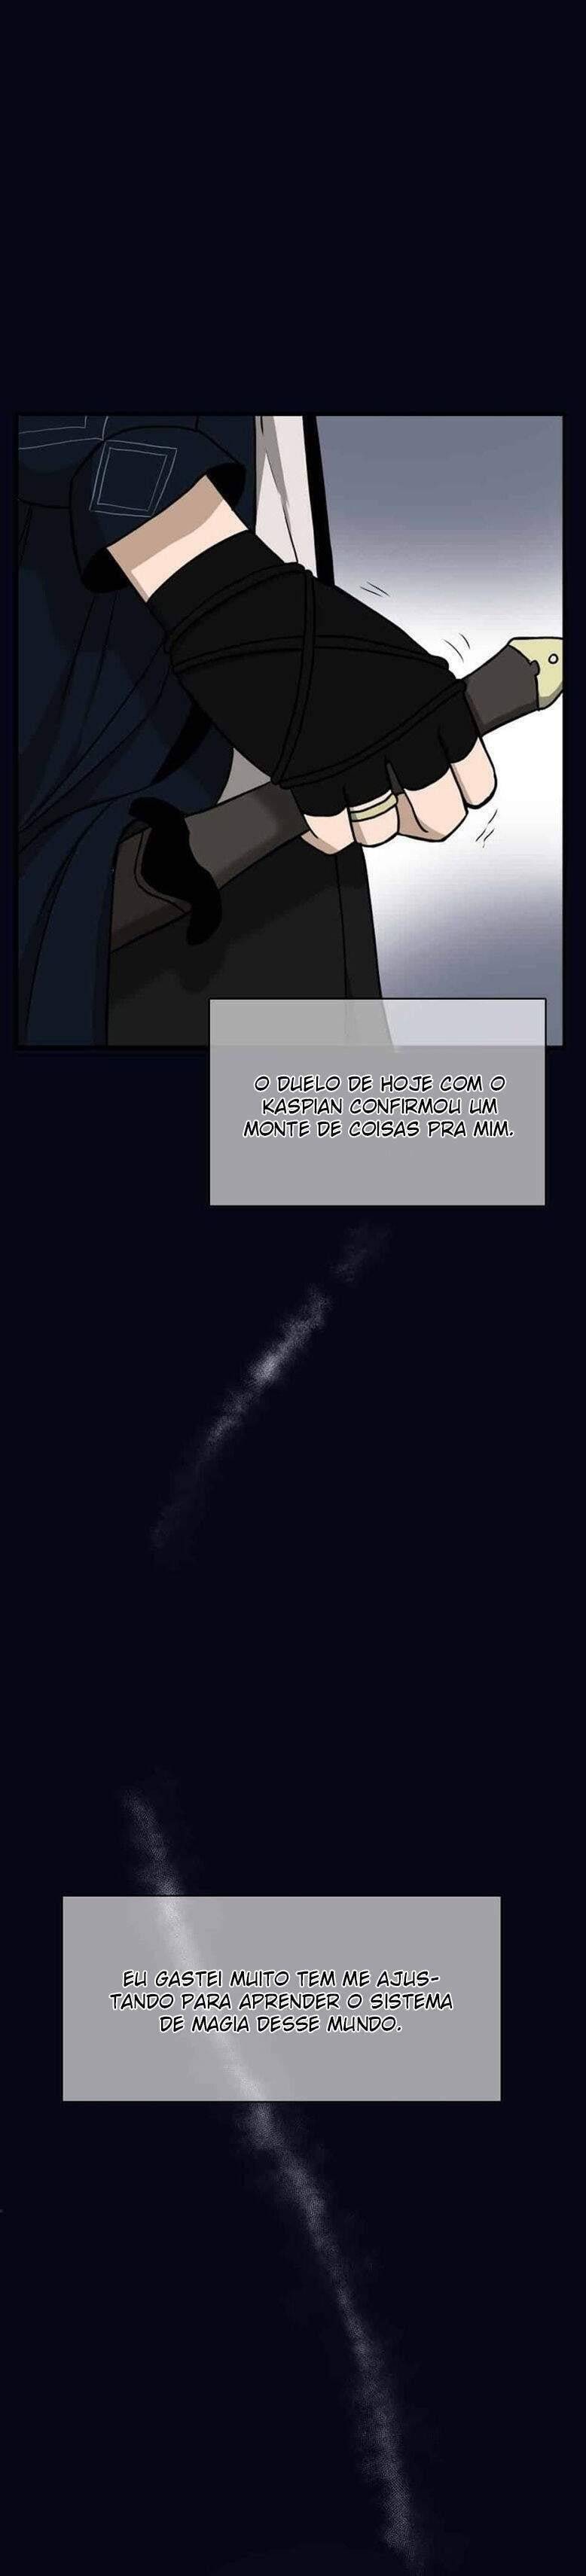 O DUELO DE HOJE COM O
KASPIAN CONFIRMOU UM
MONTE DE COISAS PRA MIM.
EU GASTEI MUITO TEM ME AJUS-
TANDO PARA APRENDER O SISTEMA
DE MAGIA DESSE MUNDO.